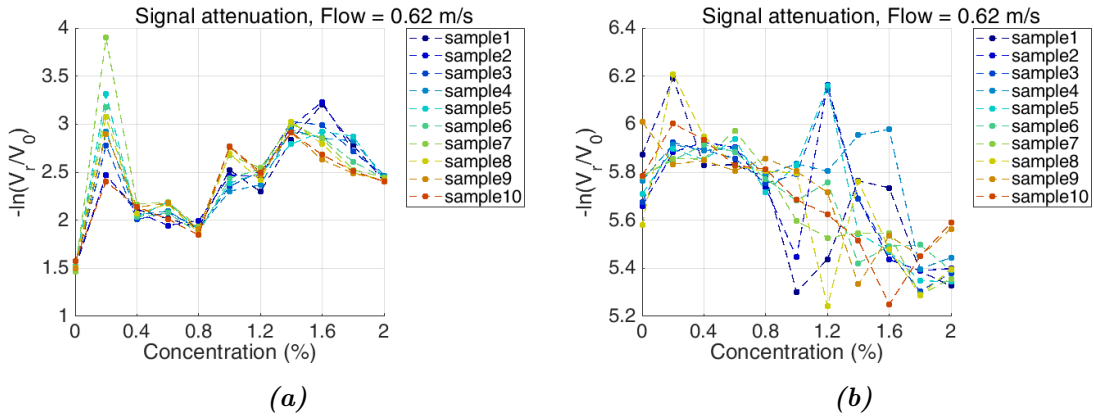 Signal attenuation, Flow = 0.62 m/s
4
3.5
3
2.5
2
1.5
1
-ln(V_r/V_0)
0 0.4 0.8 1.2 1.6 2
Concentration (%)
sample1
sample2
sample3
sample4
sample5
sample6
sample7
sample8
sample9
sample10
(a)
Signal attenuation, Flow = 0.62 m/s
6.4
6.2
6
5.8
5.6
5.4
5.2
-ln(V_r/V_0)
0 0.4 0.8 1.2 1.6 2
Concentration (%)
sample1
sample2
sample3
sample4
sample5
sample6
sample7
sample8
sample9
sample10
(b)